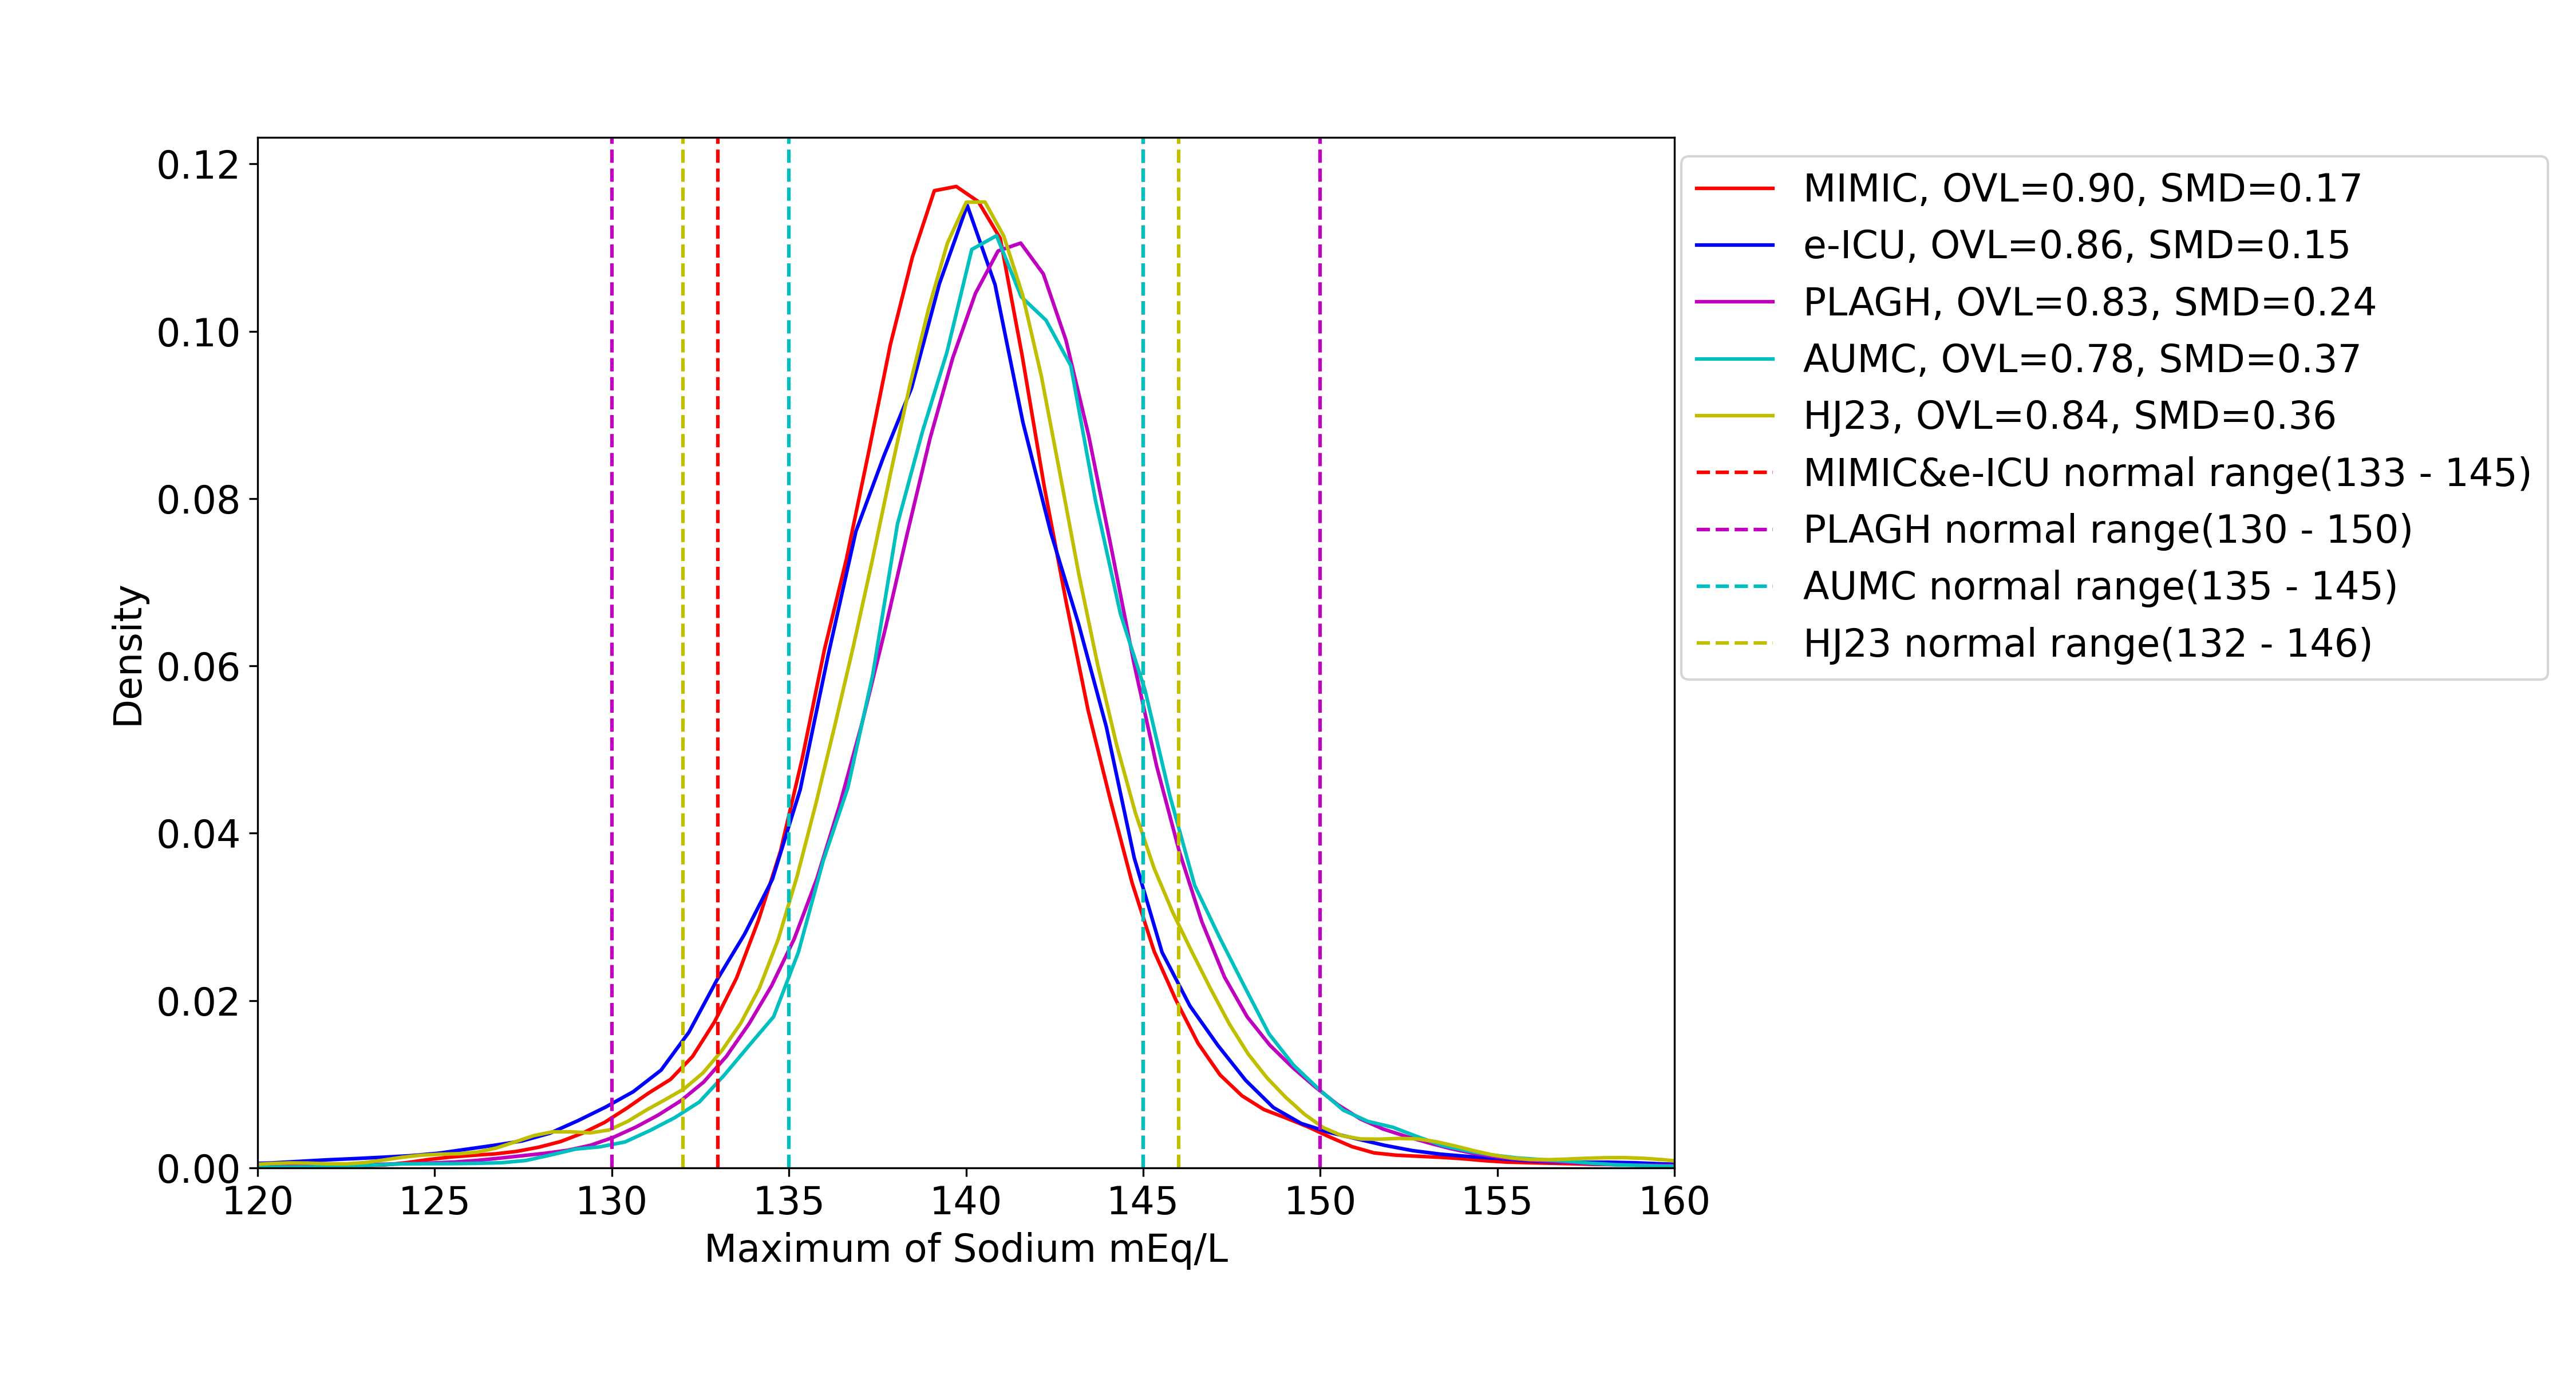 0.12
0.10
0.08
0.06
0.04
0.02
0.00
Density
120 125 130 135 140 145 150 155 160
Maximum of Sodium mEq/L
MIMIC, OVL=0.90, SMD=0.17
e-ICU, OVL=0.86, SMD=0.15
PLAGH, OVL=0.83, SMD=0.24
AUMC, OVL=0.78, SMD=0.37
HJ23, OVL=0.84, SMD=0.36
MIMIC&e-ICU normal range(133 - 145)
PLAGH normal range(130 - 150)
AUMC normal range(135 - 145)
HJ23 normal range(132 - 146)